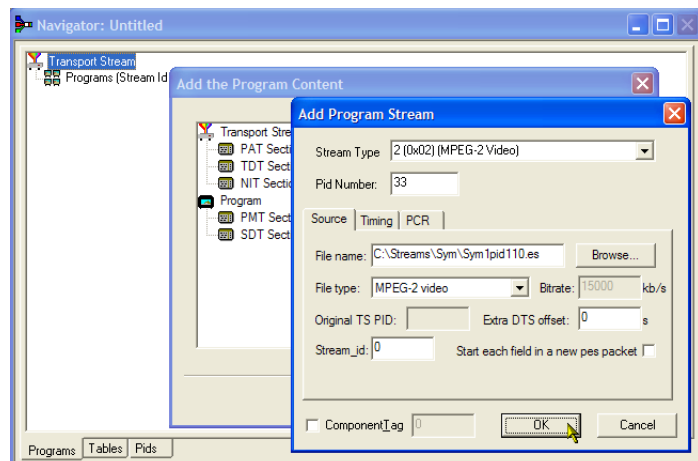 Navigator: Untitled
Transport Stream
Programs (Stream Id
Add the Program Content
Transport Stre
PAT Secti
TDT Sect
NIT Sectio
Program
PMT Sect
SDT Sect
Add Program Stream
Stream Type 2 (0x02) (MPEG-2 Video)
Pid Number: 33
Source Timing PCR
File name: C:\Streams\Sym\Sym1pid110.es Browse...
File type: MPEG-2 video Bitrate: 15000 kb/s
Original TS PID: Extra DTS offset: 0 s
Stream_id: 0 Start each field in a new pes packet
ComponentTag 0 OK Cancel
Programs Tables Pids